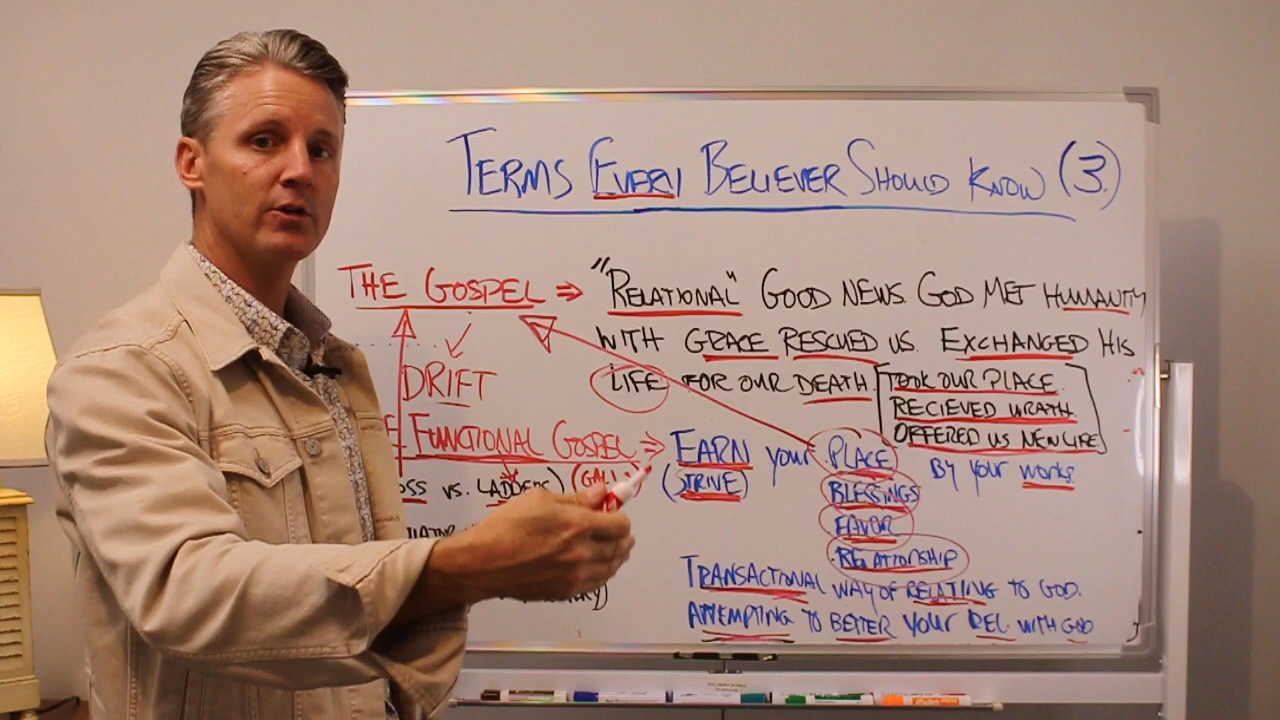 TERMS EVERY BELIEVER SHOULD KNOW (3)
THE GOSPEL ⇒ "RELATIONAL" GOOD NEWS. GOD MET HUMANITY
WITH GRACE RESCUED US. EXCHANGED HIS
LIFE FOR OUR DEATH TOOK OUR PLACE
RECIEVED WRATH
OFFERED US NEW LIFE
DRIFT
FUNCTIONAL GOSPEL ⇒ EARN your PLACE By your works
(STRIVE) BLESSINGS
FAVOR
RELATIONSHIP
VS. LADDERS)
TRANSACTIONAL WAY OF RELATING TO GOD.
ATTEMPTING TO BETTER YOUR REL. WITH GOD